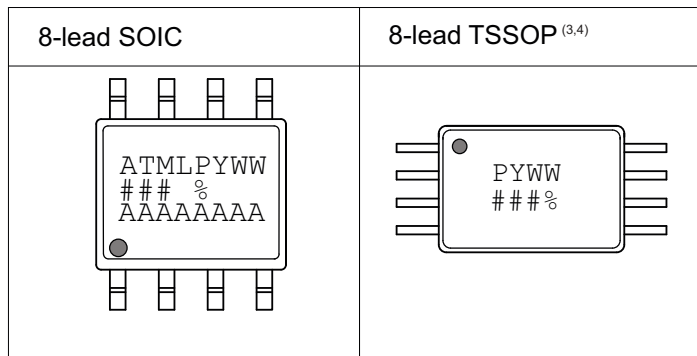 8-lead SOIC
8-lead TSSOP (3,4)
ATMLPYWW
### %
AAAAAAAA
PYWW
###%